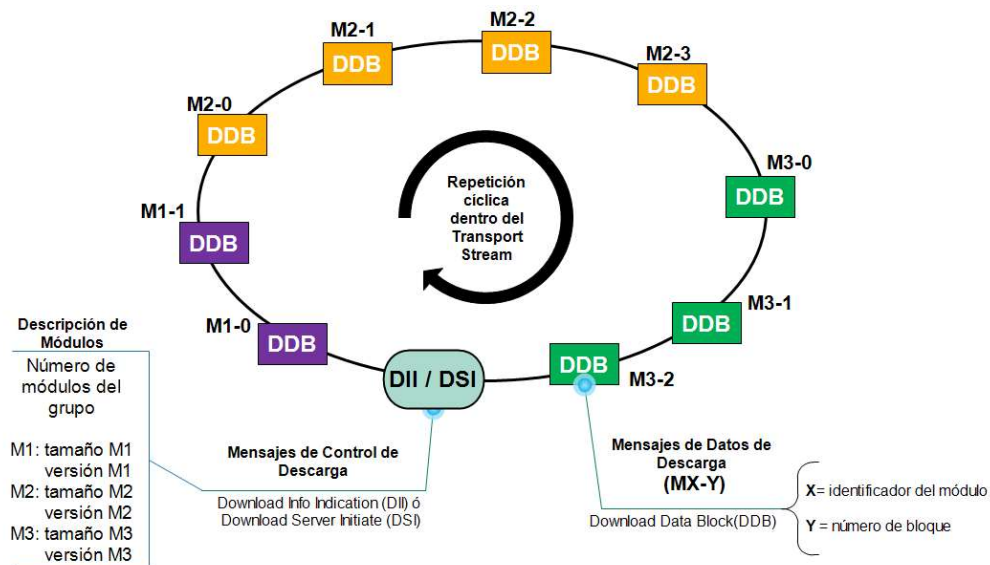 M2-2
DDB
M2-1
DDB
M2-3
DDB
M2-0
DDB
M3-0
DDB
Repetición
cíclica
dentro del
Transport
Stream
M1-1
DDB
M3-1
DDB
M1-0
DDB
DII / DSI
DDB
M3-2
Descripción de
Módulos
Número de
módulos del
grupo
M1: tamaño M1
versión M1
M2: tamaño M2
versión M2
M3: tamaño M3
versión M3
Mensajes de Control de
Descarga
Download Info Indication (DII) ó
Download Server Initiate (DSI)
Mensajes de Datos de
Descarga
(MX-Y)
Download Data Block(DDB)
X= identificador del módulo
Y = número de bloque